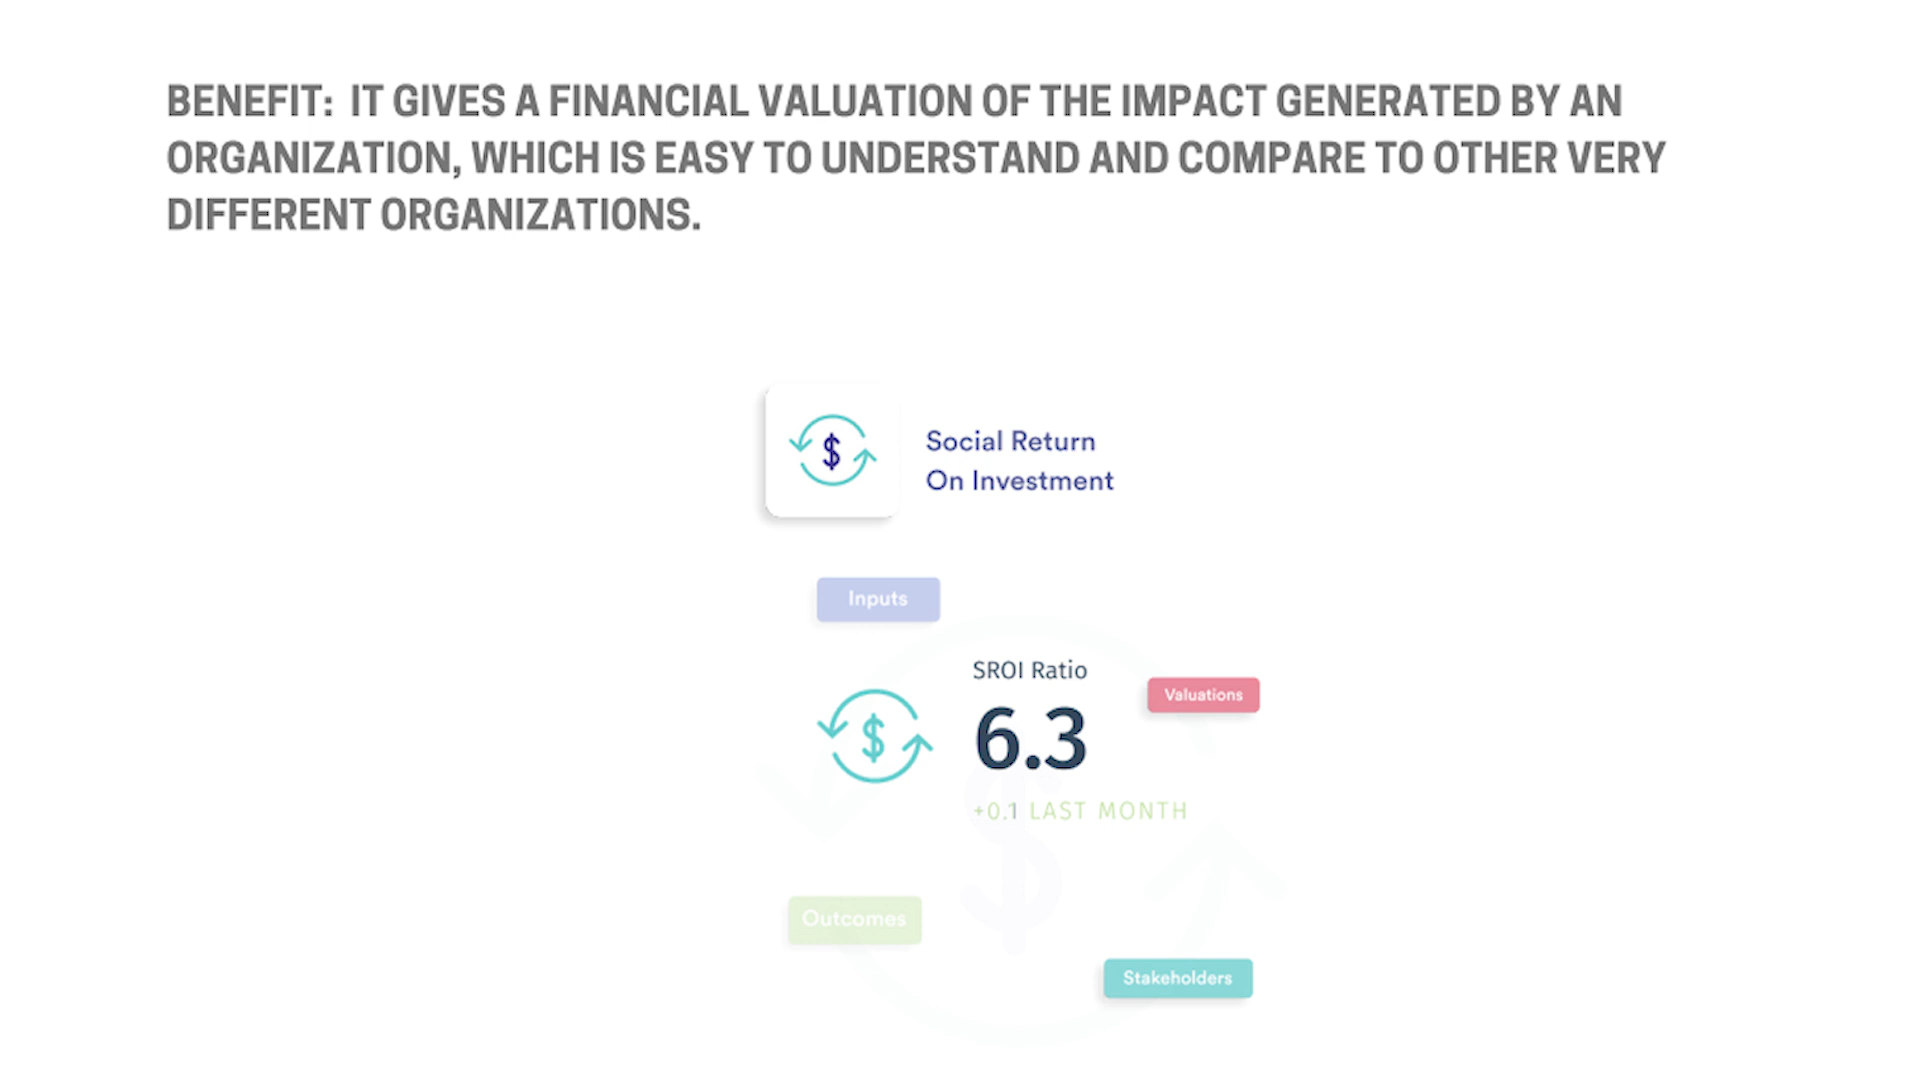 BENEFIT: IT GIVES A FINANCIAL VALUATION OF THE IMPACT GENERATED BY AN
ORGANIZATION, WHICH IS EASY TO UNDERSTAND AND COMPARE TO OTHER VERY
DIFFERENT ORGANIZATIONS.
$
Social Return
On Investment
Inputs
SROI Ratio
Valuations
$
6.3
+0.1 LAST MONTH
$
Outcomes
Stakeholders